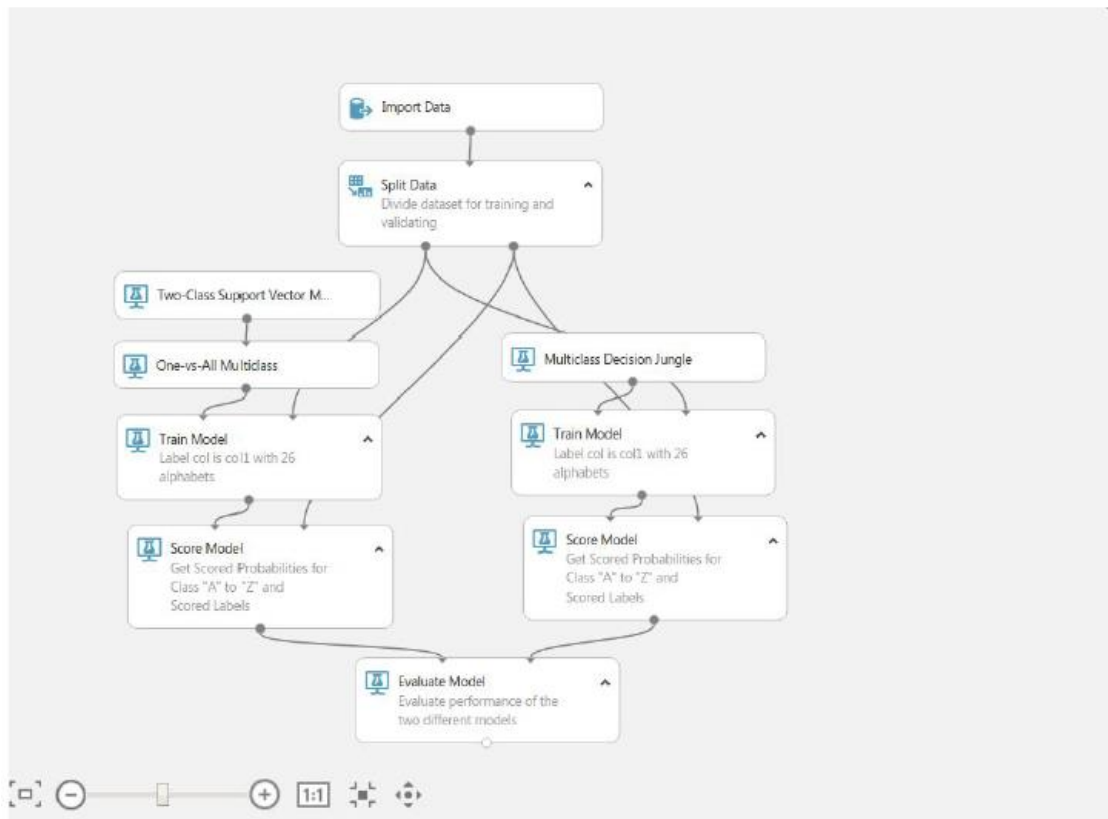 Import Data
Split Data
Divide dataset for training and
validating
Two-Class Support Vector M...
One-vs-All Multiclass
Multiclass Decision Jungle
Train Model
Label col is col1 with 26
alphabets
Train Model
Label col is col1 with 26
alphabets
Score Model
Get Scored Probabilities for
Class "A" to "Z" and
Scored Labels
Score Model
Get Scored Probabilities for
Class "A" to "Z" and
Scored Labels
Evaluate Model
Evaluate performance of the
two different models
1:1